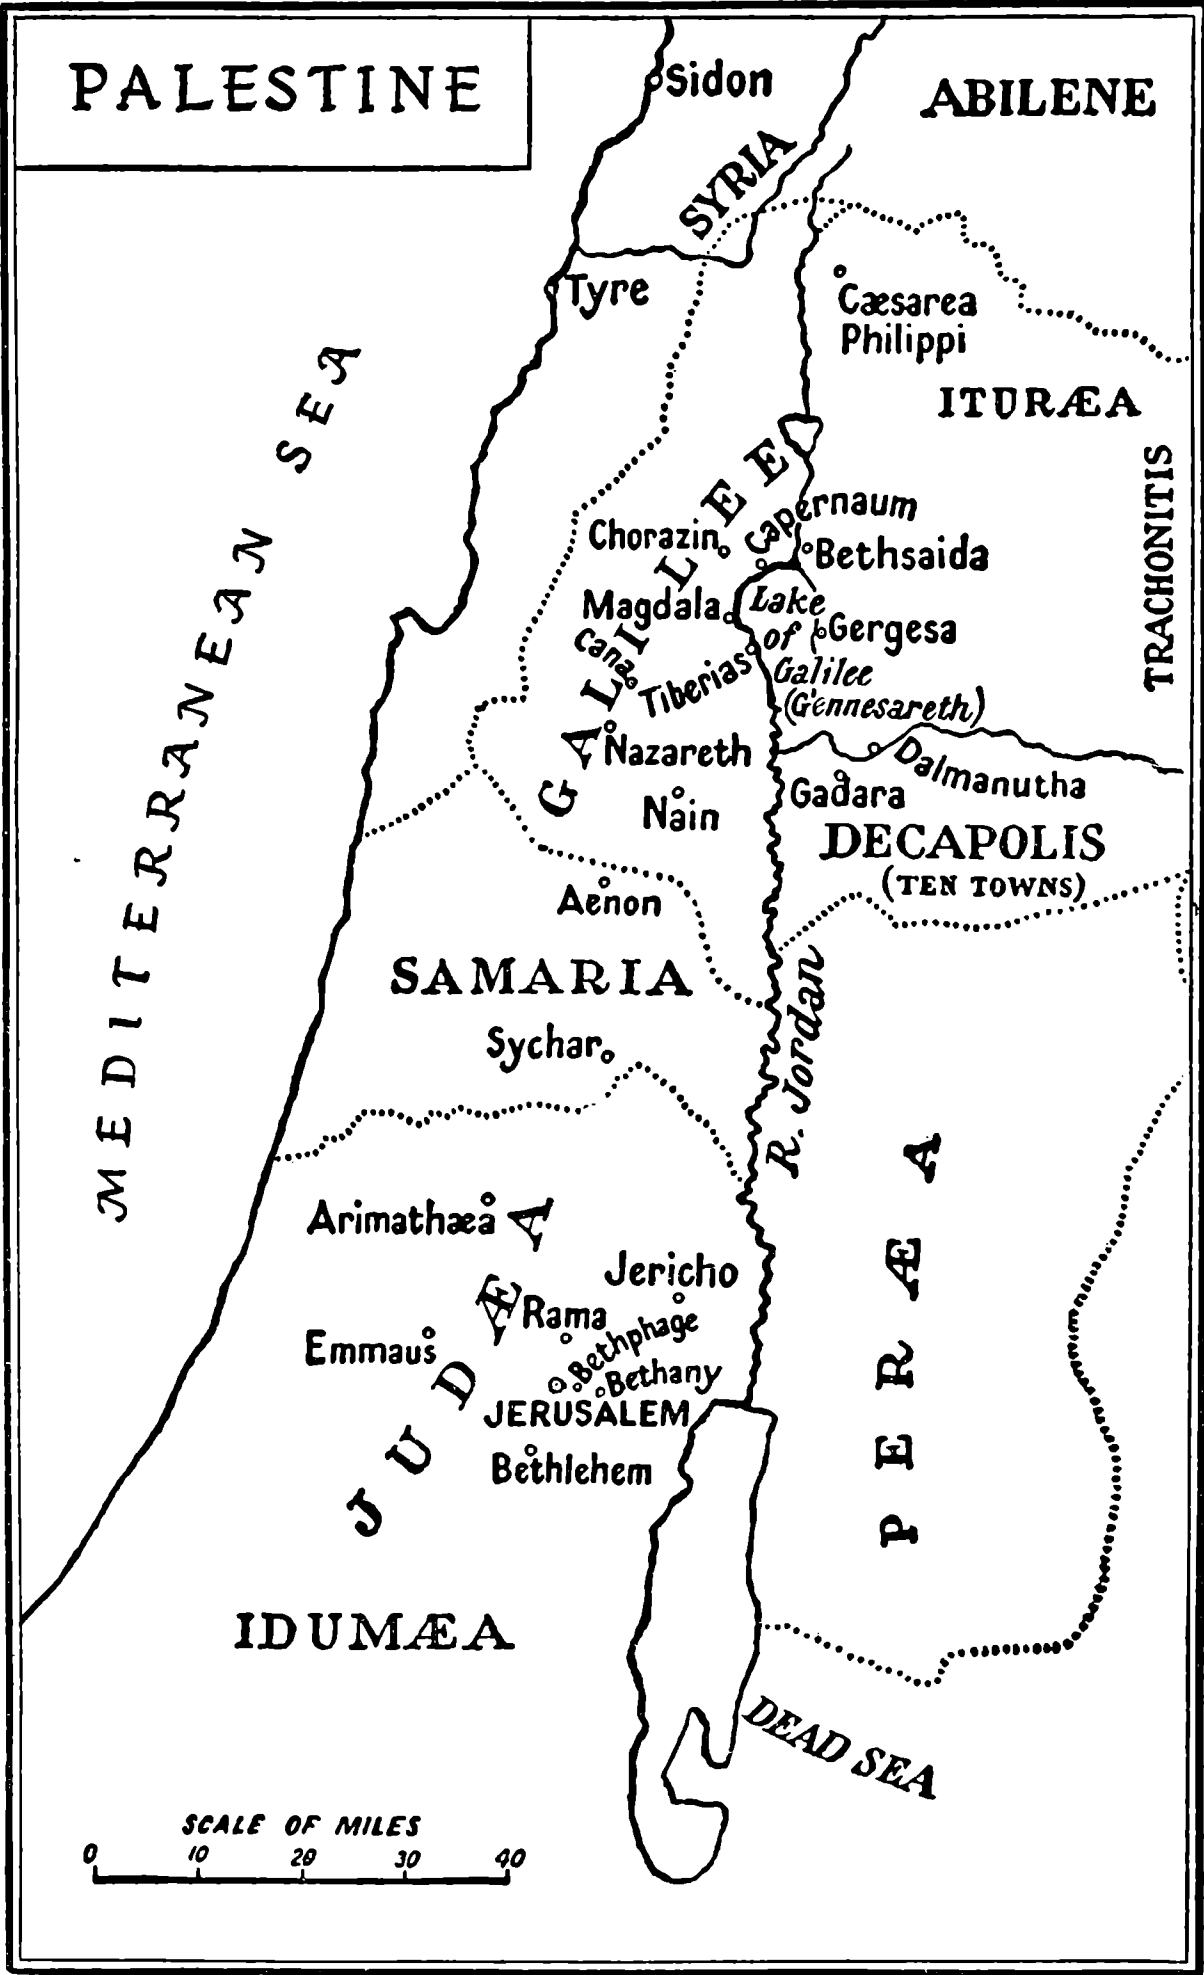 PALESTINE
Sidon
ABILENE
SYRIA
Tyre
Cæsarea
Philippi
MEDITERRANEAN SEA
ITURÆA
TRACHONITIS
GALILEE
Capernaum
Chorazin
Bethsaida
Magdala
Lake
of
Galilee
(Gennesareth)
Gergesa
Cana
Tiberias
Nazareth
Dalmanutha
Gadara
Nain
DECAPOLIS
(TEN TOWNS)
Aenon
SAMARIA
R. Jordan
Sychar
PERÆA
Arimathæa
JUDÆA
Jericho
Rama
Emmaus
Bethphage
Bethany
JERUSALEM
Bethlehem
IDUMÆA
DEAD SEA
SCALE OF MILES
0 10 20 30 40